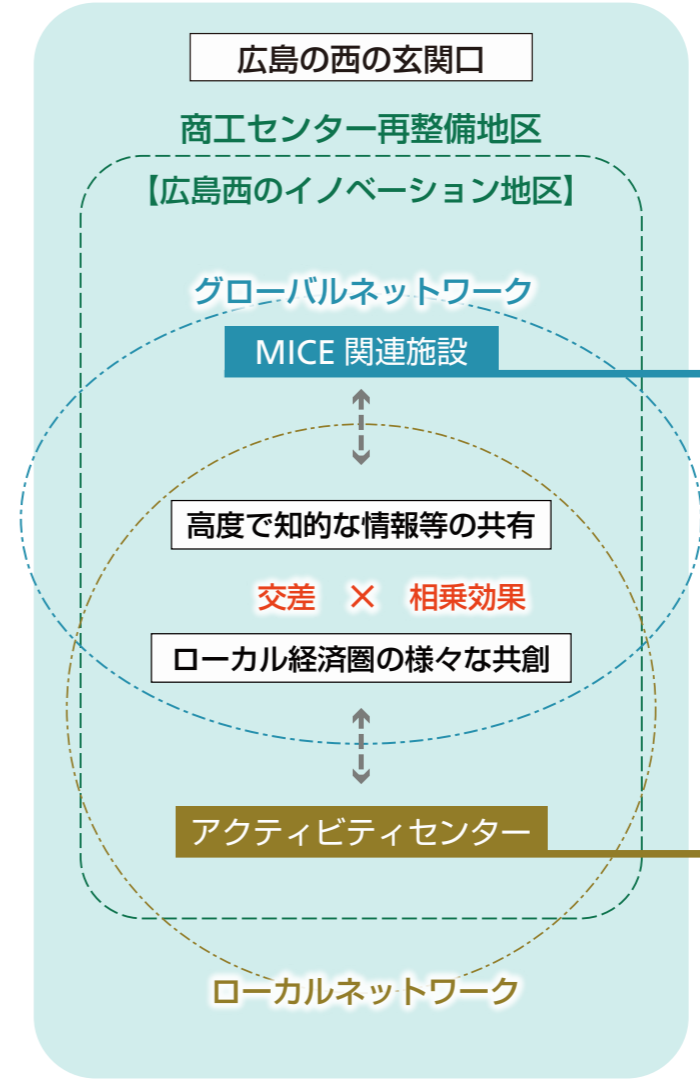 広島の西の玄関口
商工センター再整備地区
【広島西のイノベーション地区】
グローバルネットワーク
MICE 関連施設
高度で知的な情報等の共有
交差 × 相乗効果
ローカル経済圏の様々な共創
アクティビティセンター
ローカルネットワーク